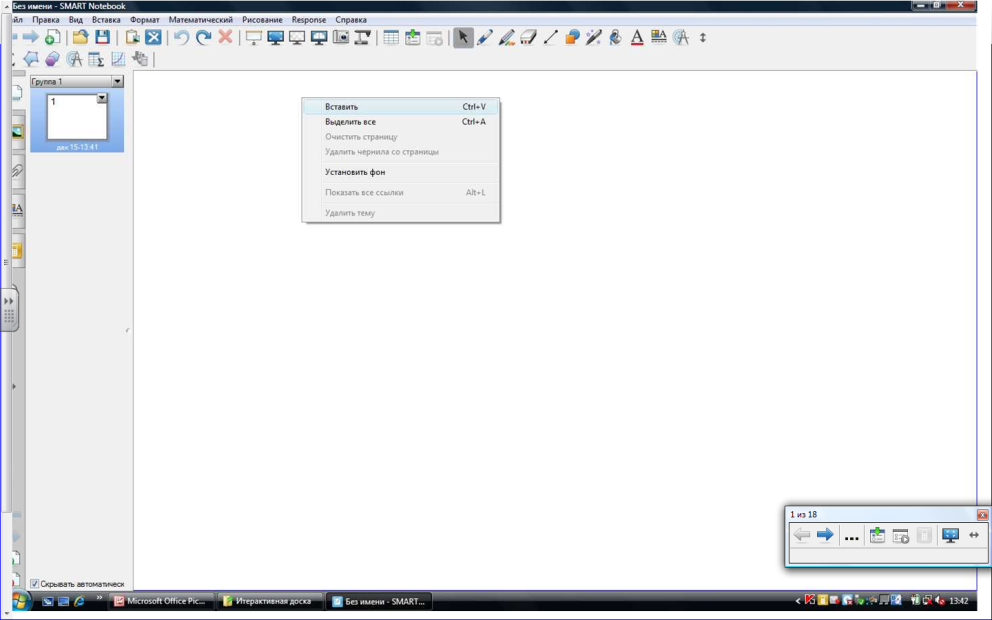 Без имени - SMART Notebook
йл Правка Вид Вставка Формат Математический Рисование Response Справка
Группа 1
1
дек 15-13:41
Вставить Ctrl+V
Выделить все Ctrl+A
Очистить страницу
Удалить чернила со страницы
Установить фон
Показать все ссылки Alt+L
Удалить тему
1 из 18
Скрывать автоматическ
Microsoft Office Pic...
Итерактивная доска
Без имени - SMART...
13:42